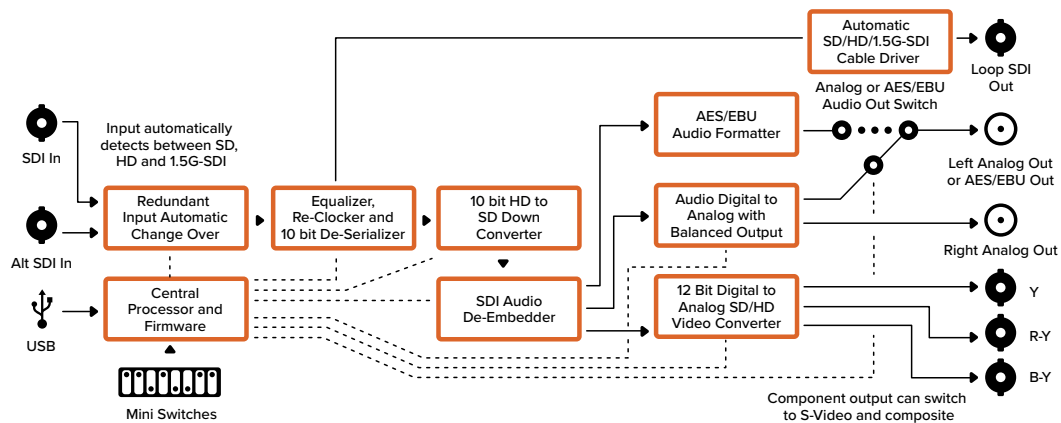 Automatic
SD/HD/1.5G-SDI
Cable Driver
Loop SDI
Out
Analog or AES/EBU
Audio Out Switch
AES/EBU
Audio Formatter
SDI In
Input automatically
detects between SD,
HD and 1.5G-SDI
Left Analog Out
or AES/EBU Out
Redundant
Input Automatic
Change Over
Equalizer,
Re-Clocker and
10 bit De-Serializer
10 bit HD to
SD Down
Converter
Audio Digital to
Analog with
Balanced Output
Alt SDI In
Right Analog Out
Central
Processor and
Firmware
SDI Audio
De-Embedder
12 Bit Digital to
Analog SD/HD
Video Converter
Y
USB
R-Y
B-Y
Mini Switches
Component output can switch
to S-Video and composite